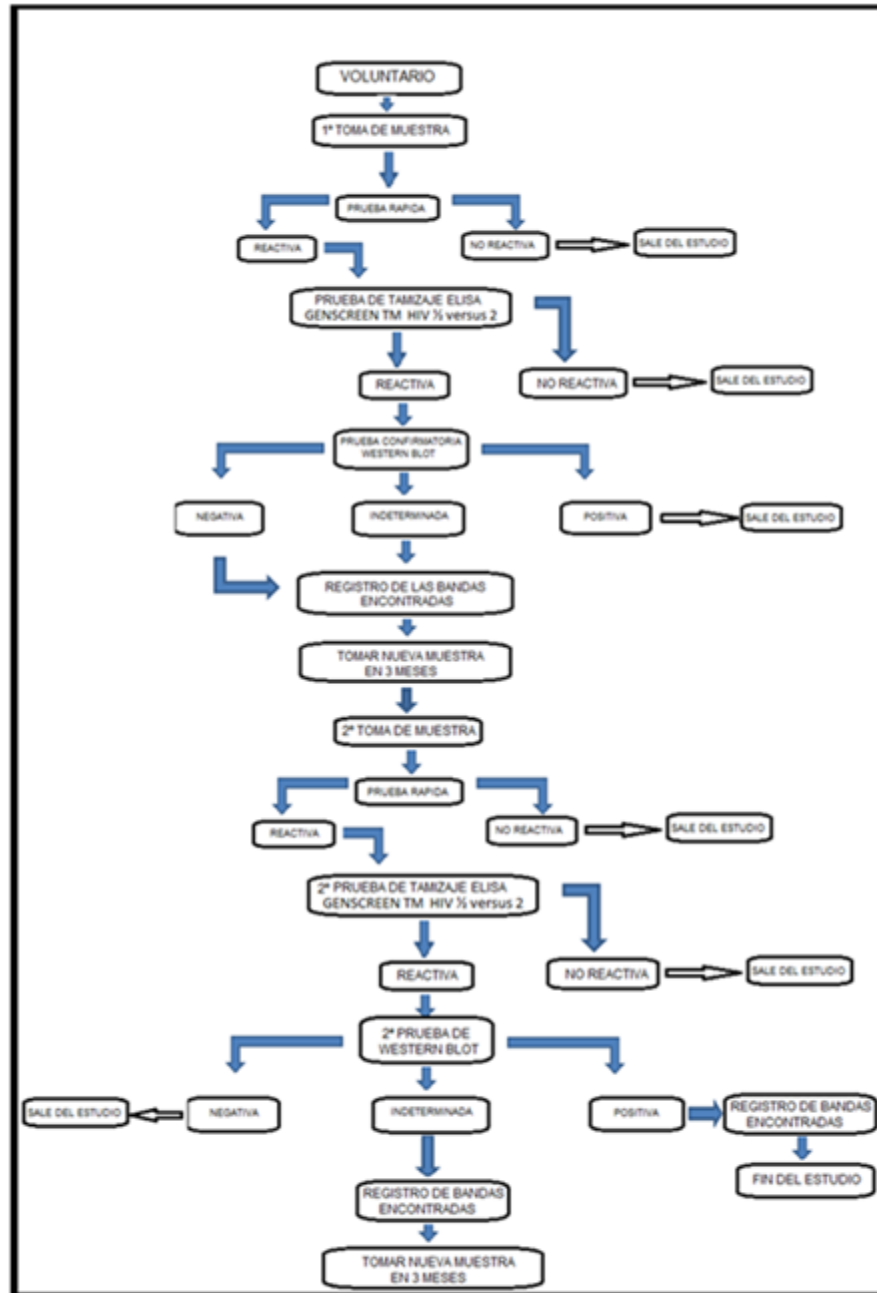 VOLUNTARIO
1ª TOMA DE MUESTRA
PRUEBA RAPIDA
REACTIVA
NO REACTIVA
SALE DEL ESTUDIO
PRUEBA DE TAMIZAJE ELISA
GENSCREEN TM HIV ½ versus 2
REACTIVA
NO REACTIVA
SALE DEL ESTUDIO
PRUEBA CONFIRMATORIA
WESTERN BLOT
NEGATIVA
INDETERMINADA
POSITIVA
SALE DEL ESTUDIO
REGISTRO DE LAS BANDAS
ENCONTRADAS
TOMAR NUEVA MUESTRA
EN 3 MESES
2ª TOMA DE MUESTRA
PRUEBA RAPIDA
REACTIVA
NO REACTIVA
SALE DEL ESTUDIO
2ª PRUEBA DE TAMIZAJE ELISA
GENSCREEN TM HIV ½ versus 2
REACTIVA
NO REACTIVA
SALE DEL ESTUDIO
2ª PRUEBA DE
WESTERN BLOT
SALE DEL ESTUDIO
NEGATIVA
INDETERMINADA
POSITIVA
REGISTRO DE BANDAS
ENCONTRADAS
FIN DEL ESTUDIO
REGISTRO DE BANDAS
ENCONTRADAS
TOMAR NUEVA MUESTRA
EN 3 MESES